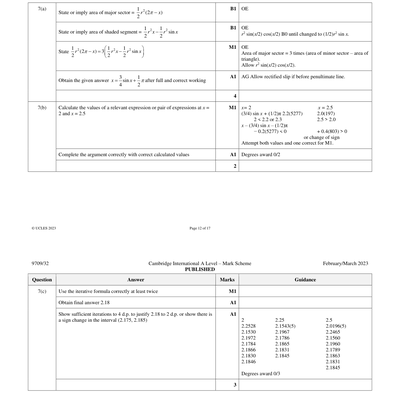 7(a) State or imply area of major sector = 1/2 r²(2π − x) B1 OE
State or imply area of shaded segment = 1/2 r²x − 1/2 r² sin x B1 OE
r² sin(x/2) cos(x/2) B0 until changed to (1/2)r² sin x.
State 1/2 r²(2π − x) = 3(1/2 r²x − 1/2 r² sin x) M1 OE
Area of major sector = 3 times (area of minor sector – area of
triangle).
Allow r² sin(x/2) cos(x/2).
Obtain the given answer x = 3/4 sin x + 1/2 π after full and correct working A1 AG Allow rectified slip if before penultimate line.
4
7(b) Calculate the values of a relevant expression or pair of expressions at x =
2 and x = 2.5 M1 x = 2 x = 2.5
(3/4) sin x + (1/2)π 2.2(5277) 2.0(197)
2 < 2.2 or 2.3 2.5 > 2.0
x – (3/4) sin x – (1/2)π
– 0.2(5277) < 0 + 0.4(803) > 0
or change of sign
Attempt both values and one correct for M1.
Complete the argument correctly with correct calculated values A1 Degrees award 0/2
2
© UCLES 2023 Page 12 of 17
9709/32 Cambridge International A Level – Mark Scheme February/March 2023
PUBLISHED
Question Answer Marks Guidance
7(c) Use the iterative formula correctly at least twice M1
Obtain final answer 2.18 A1
Show sufficient iterations to 4 d.p. to justify 2.18 to 2 d.p. or show there is
a sign change in the interval (2.175, 2.185) A1
2 2.25 2.5
2.2528 2.1543(5) 2.0196(5)
2.1530 2.1967 2.2465
2.1972 2.1786 2.1560
2.1784 2.1865 2.1960
2.1866 2.1831 2.1789
2.1830 2.1845 2.1863
2.1846 2.1831
2.1845
Degrees award 0/3
3